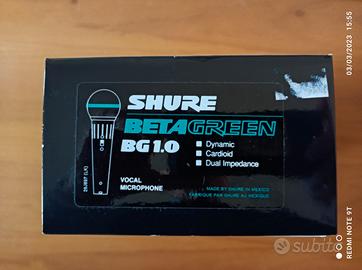 03/03/2023 23:55
SHURE
BETAGREEN
BG 1.0
Dynamic
Cardioid
Dual Impedance
VOCAL
MICROPHONE
MADE BY SHURE IN MEXICO
FABRIQUE PAR SHURE AU MEXIQUE
subito
REDMI NOTE 9T